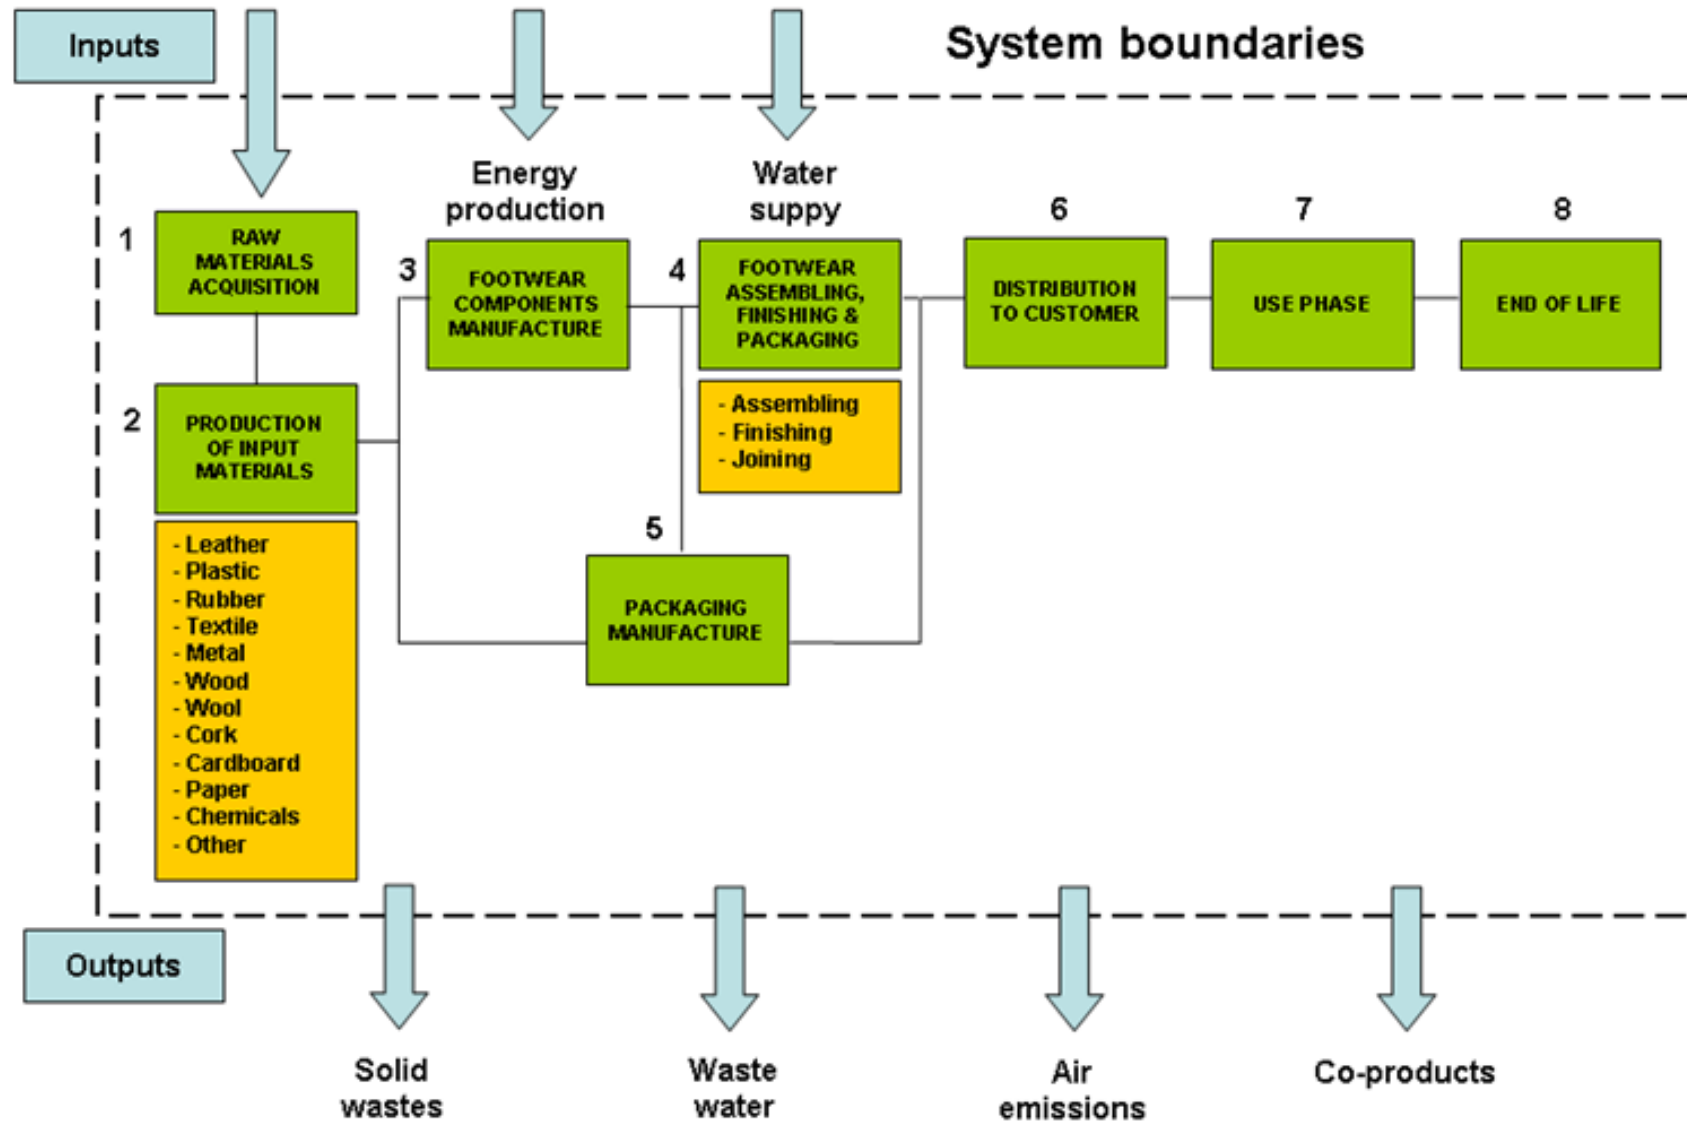 Inputs
System boundaries
Energy
production
Water
suppy
1
RAW
MATERIALS
ACQUISITION
2
PRODUCTION
OF INPUT
MATERIALS
- Leather
- Plastic
- Rubber
- Textile
- Metal
- Wood
- Wool
- Cork
- Cardboard
- Paper
- Chemicals
- Other
3
FOOTWEAR
COMPONENTS
MANUFACTURE
4
FOOTWEAR
ASSEMBLING,
FINISHING &
PACKAGING
- Assembling
- Finishing
- Joining
5
PACKAGING
MANUFACTURE
6
DISTRIBUTION
TO CUSTOMER
7
USE PHASE
8
END OF LIFE
Outputs
Solid
wastes
Waste
water
Air
emissions
Co-products